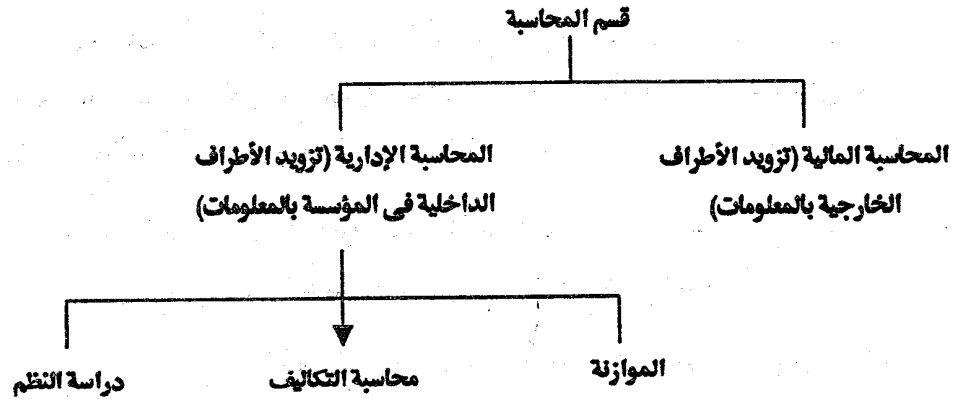 قسم المحاسبة
المحاسبة المالية (تزويد الأطراف
الخارجية بالمعلومات)
المحاسبة الإدارية (تزويد الأطراف
الداخلية فى المؤسسة بالمعلومات)
الموازنة
محاسبة التكاليف
دراسة النظم